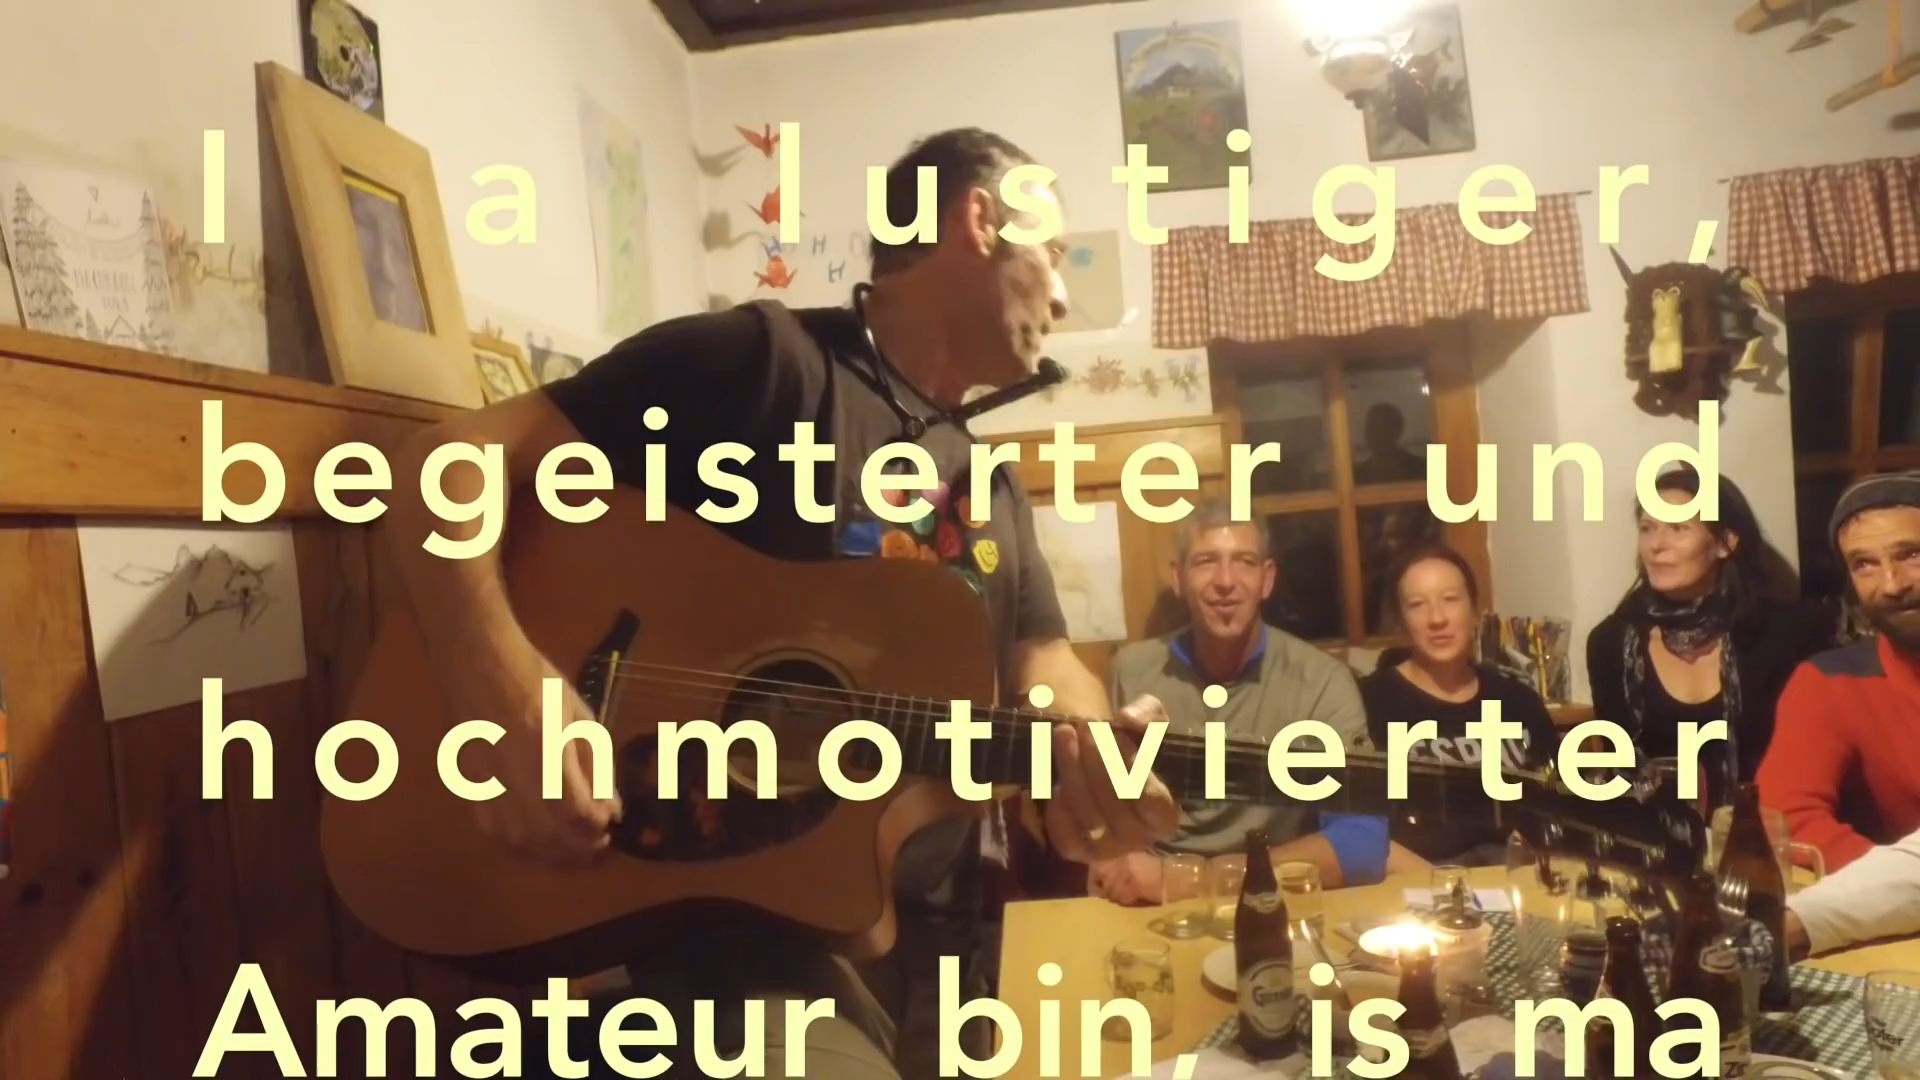 I a lustiger,
begeisterter und
hochmotivierter
Amateur bin, is ma